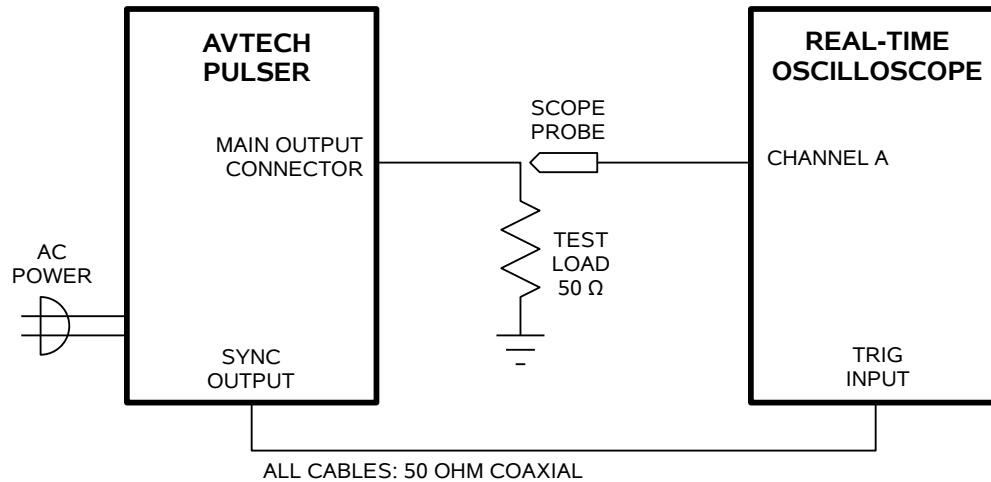 AVTECH
PULSER
MAIN OUTPUT
CONNECTOR
AC
POWER
SYNC
OUTPUT
SCOPE
PROBE
TEST
LOAD
50 Ω
REAL-TIME
OSCILLOSCOPE
CHANNEL A
TRIG
INPUT
ALL CABLES: 50 OHM COAXIAL